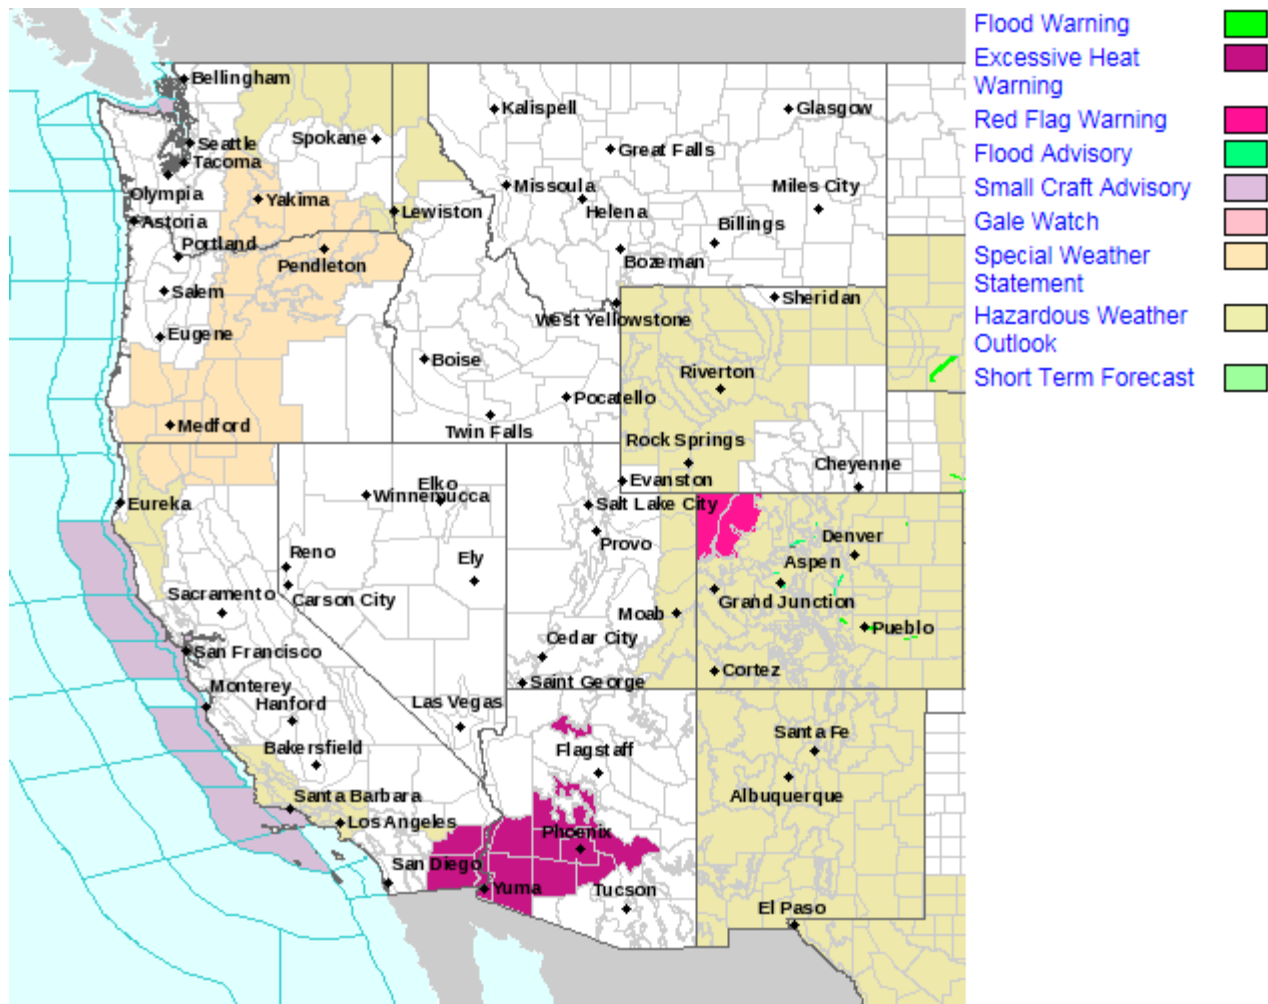 Flood Warning
Excessive Heat
Warning
Red Flag Warning
Flood Advisory
Small Craft Advisory
Gale Watch
Special Weather
Statement
Hazardous Weather
Outlook
Short Term Forecast
Bellingham
Kalispell
Glasgow
Seattle
Spokane
Great Falls
Tacoma
Olympia
Yakima
Missoula
Miles City
Astoria
Lewiston
Helena
Billings
Portland
Pendleton
Bozeman
Salem
Sheridan
West Yellowstone
Eugene
Boise
Riverton
Pocatello
Medford
Twin Falls
Rock Springs
Cheyenne
Evanston
Elko
Winnemucca
Eureka
Salt Lake City
Provo
Denver
Reno
Ely
Aspen
Carson City
Sacramento
Grand Junction
Moab
Pueblo
Cedar City
San Francisco
Cortez
Saint George
Monterey
Hanford
Las Vegas
Santa Fe
Bakersfield
Flagstaff
Albuquerque
Santa Barbara
Los Angeles
Phoenix
San Diego
Yuma
Tucson
El Paso